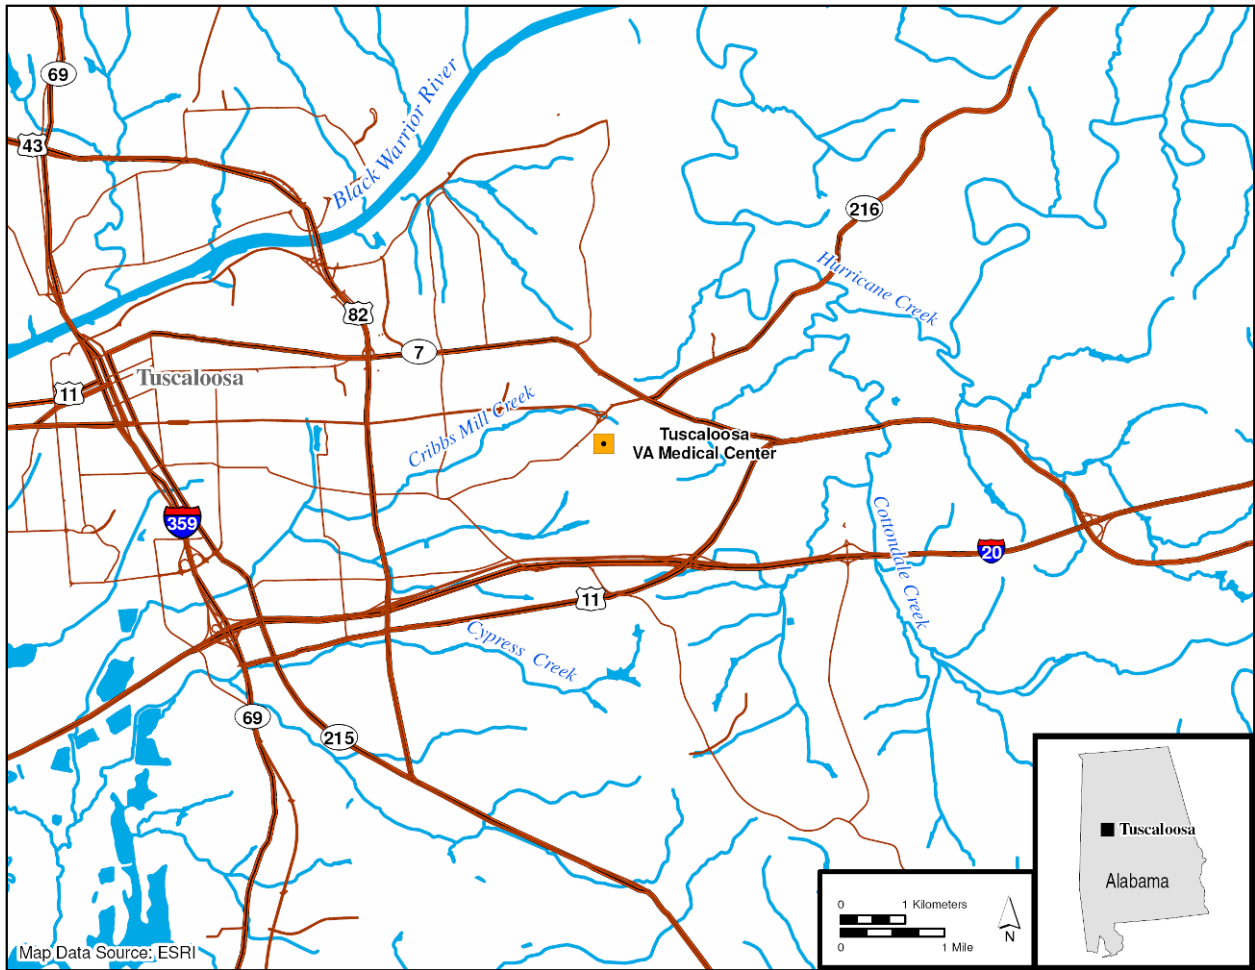 69
43
Black Warrior River
216
Hurricane Creek
82
7
11
Tuscaloosa
Cribbs Mill Creek
Tuscaloosa
VA Medical Center
359
Cottondale Creek
20
11
Cypress Creek
69
215
Tuscaloosa
Alabama
0 1 Kilometers
0 1 Mile
N
Map Data Source: ESRI